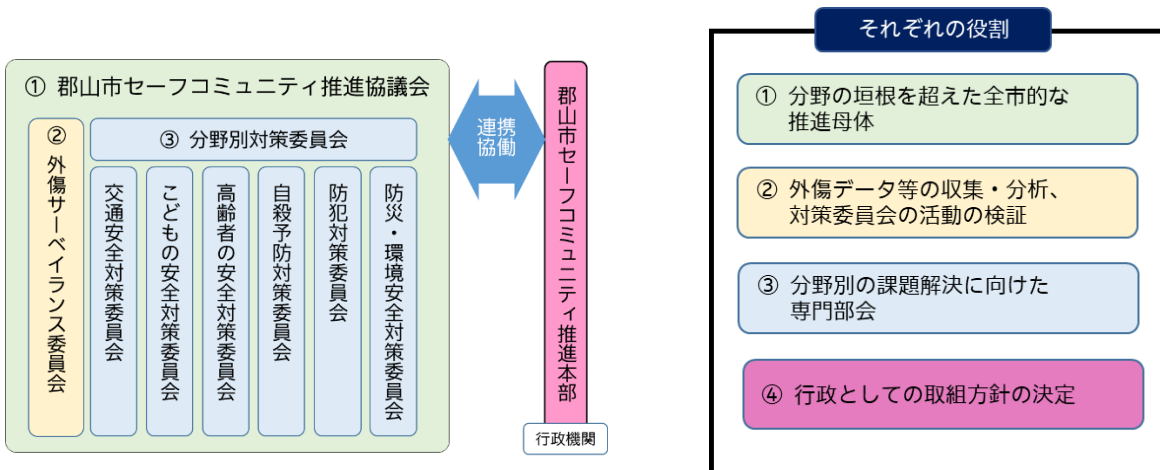 ① 郡山市セーフコミュニティ推進協議会
② 外傷サーベイランス委員会
③ 分野別対策委員会
交通安全対策委員会
こどもの安全対策委員会
高齢者の安全対策委員会
自殺予防対策委員会
防犯対策委員会
防災・環境安全対策委員会
連携
協働
郡山市セーフコミュニティ推進本部
行政機関
それぞれの役割
① 分野の垣根を超えた全市的な
推進母体
② 外傷データ等の収集・分析、
対策委員会の活動の検証
③ 分野別の課題解決に向けた
専門部会
④ 行政としての取組方針の決定